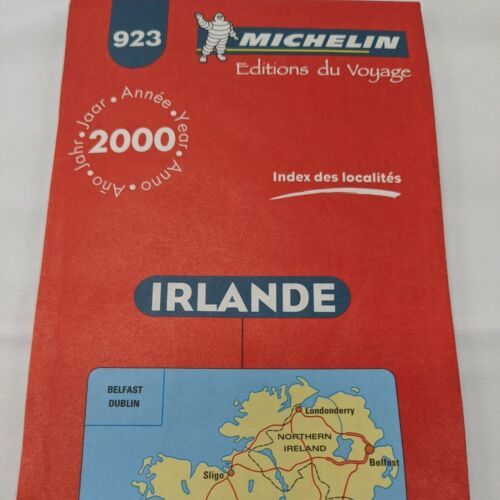 923
MICHELIN
Editions du Voyage
Año • Jahr • Jaar • Année • Year • Anno •
2000
Index des localités
IRLANDE
BELFAST
DUBLIN
Londonderry
NORTHERN
IRELAND
Belfast
Sligo